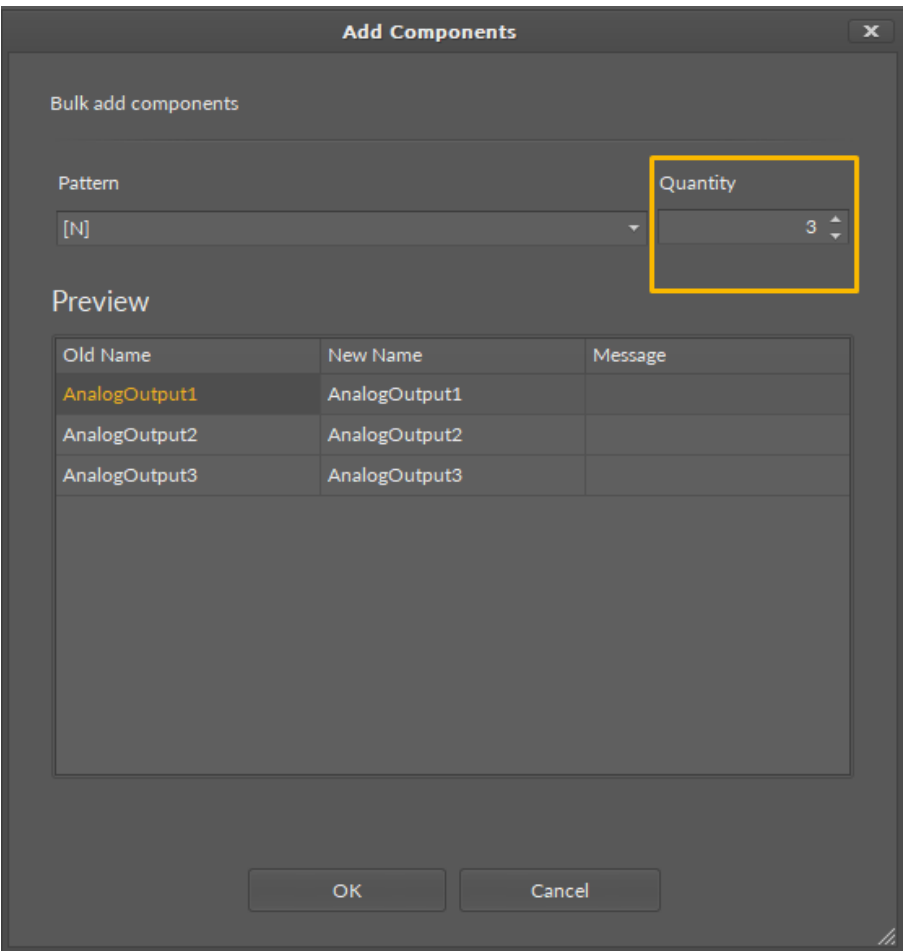 Add Components
x
Bulk add components
Pattern Quantity
[N] 3
Preview
Old Name New Name Message
AnalogOutput1 AnalogOutput1
AnalogOutput2 AnalogOutput2
AnalogOutput3 AnalogOutput3
OK Cancel